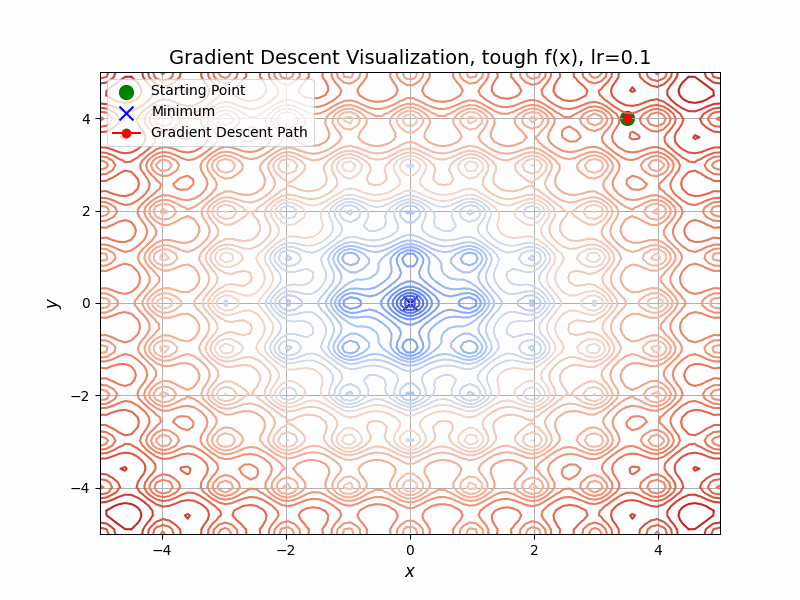 Gradient Descent Visualization, tough f(x), lr=0.1
Starting Point
Minimum
Gradient Descent Path
4
2
0
−2
−4
y
−4 −2 0 2 4
x